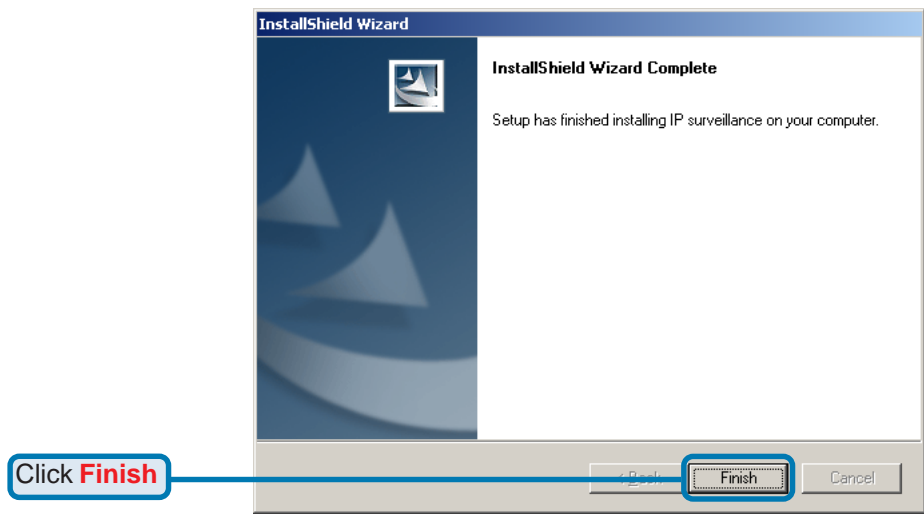 InstallShield Wizard
InstallShield Wizard Complete
Setup has finished installing IP surveillance on your computer.
Click Finish
< Back
Finish
Cancel